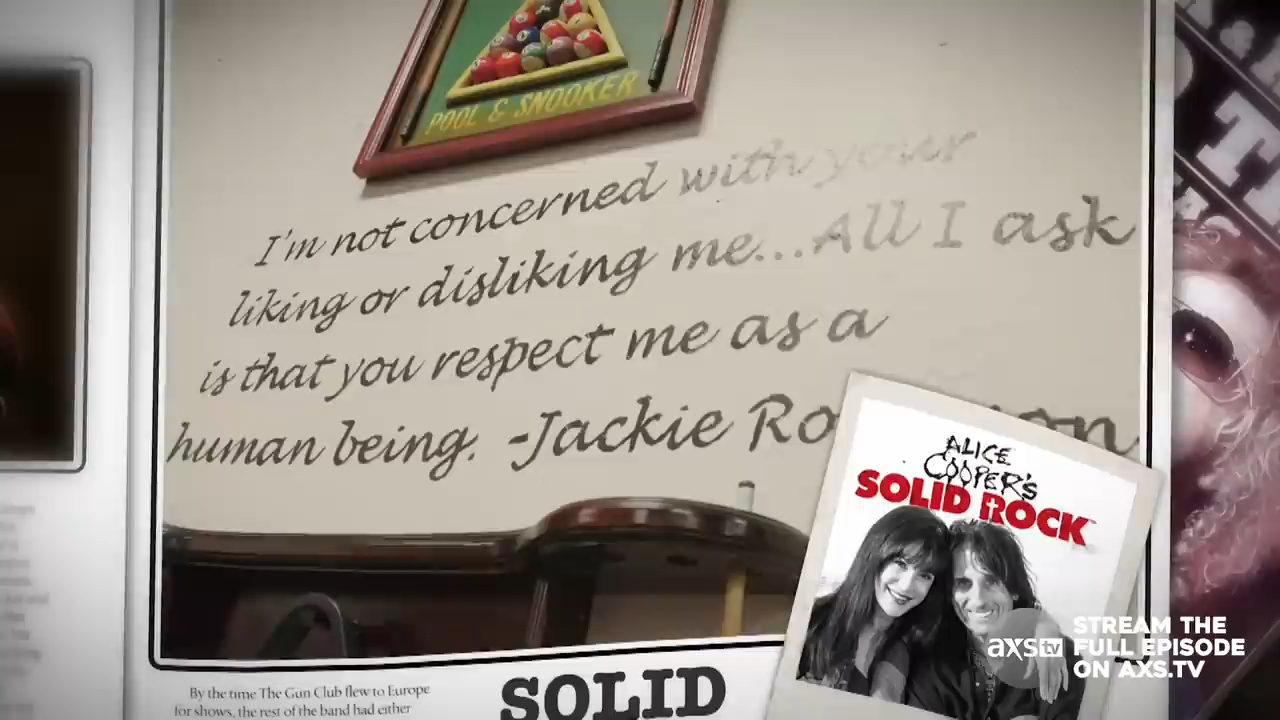 POOL & SNOOKER
I'm not concerned with your
liking or disliking me...All I ask
is that you respect me as a
human being. -Jackie Ro on
ALICE
COOPER'S
SOLID ROCK
axstv
STREAM THE
FULL EPISODE
ON AXS.TV
By the time The Gun Club flew to Europe
for shows, the rest of the band had either
SOLID